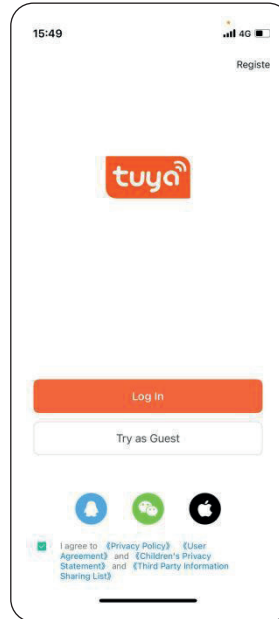 15:49
4G
Registe
tuya
Log In
Try as Guest
I agree to 《Privacy Policy》 《User
Agreement》 and 《Children's Privacy
Statement》 and 《Third Party Information
Sharing List》